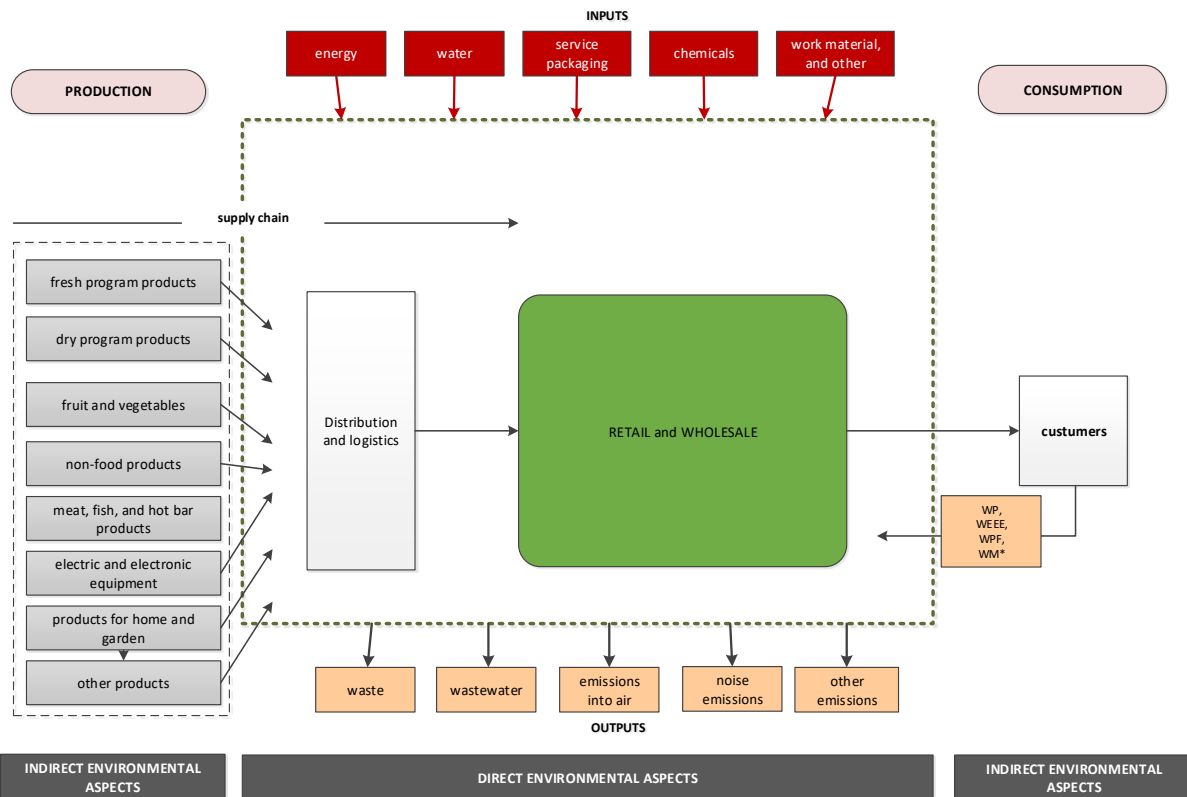 INPUTS
energy
water
service
packaging
chemicals
work material,
and other
PRODUCTION
CONSUMPTION
supply chain
fresh program products
dry program products
fruit and vegetables
non-food products
meat, fish, and hot bar
products
electric and electronic
equipment
products for home and
garden
other products
Distribution
and logistics
RETAIL and WHOLESALE
custumers
WP,
WEEE,
WPF,
WM*
waste
wastewater
emissions
into air
noise
emissions
other
emissions
OUTPUTS
INDIRECT ENVIRONMENTAL
ASPECTS
DIRECT ENVIRONMENTAL ASPECTS
INDIRECT ENVIRONMENTAL
ASPECTS